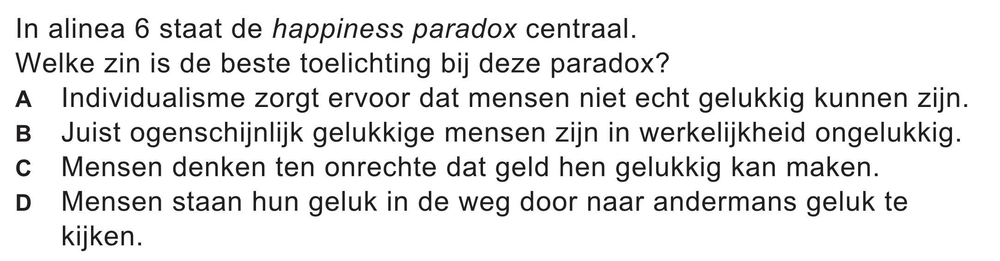 In alinea 6 staat de happiness paradox centraal.
Welke zin is de beste toelichting bij deze paradox?
A Individualisme zorgt ervoor dat mensen niet echt gelukkig kunnen zijn.
B Juist ogenschijnlijk gelukkige mensen zijn in werkelijkheid ongelukkig.
C Mensen denken ten onrechte dat geld hen gelukkig kan maken.
D Mensen staan hun geluk in de weg door naar andermans geluk te
kijken.